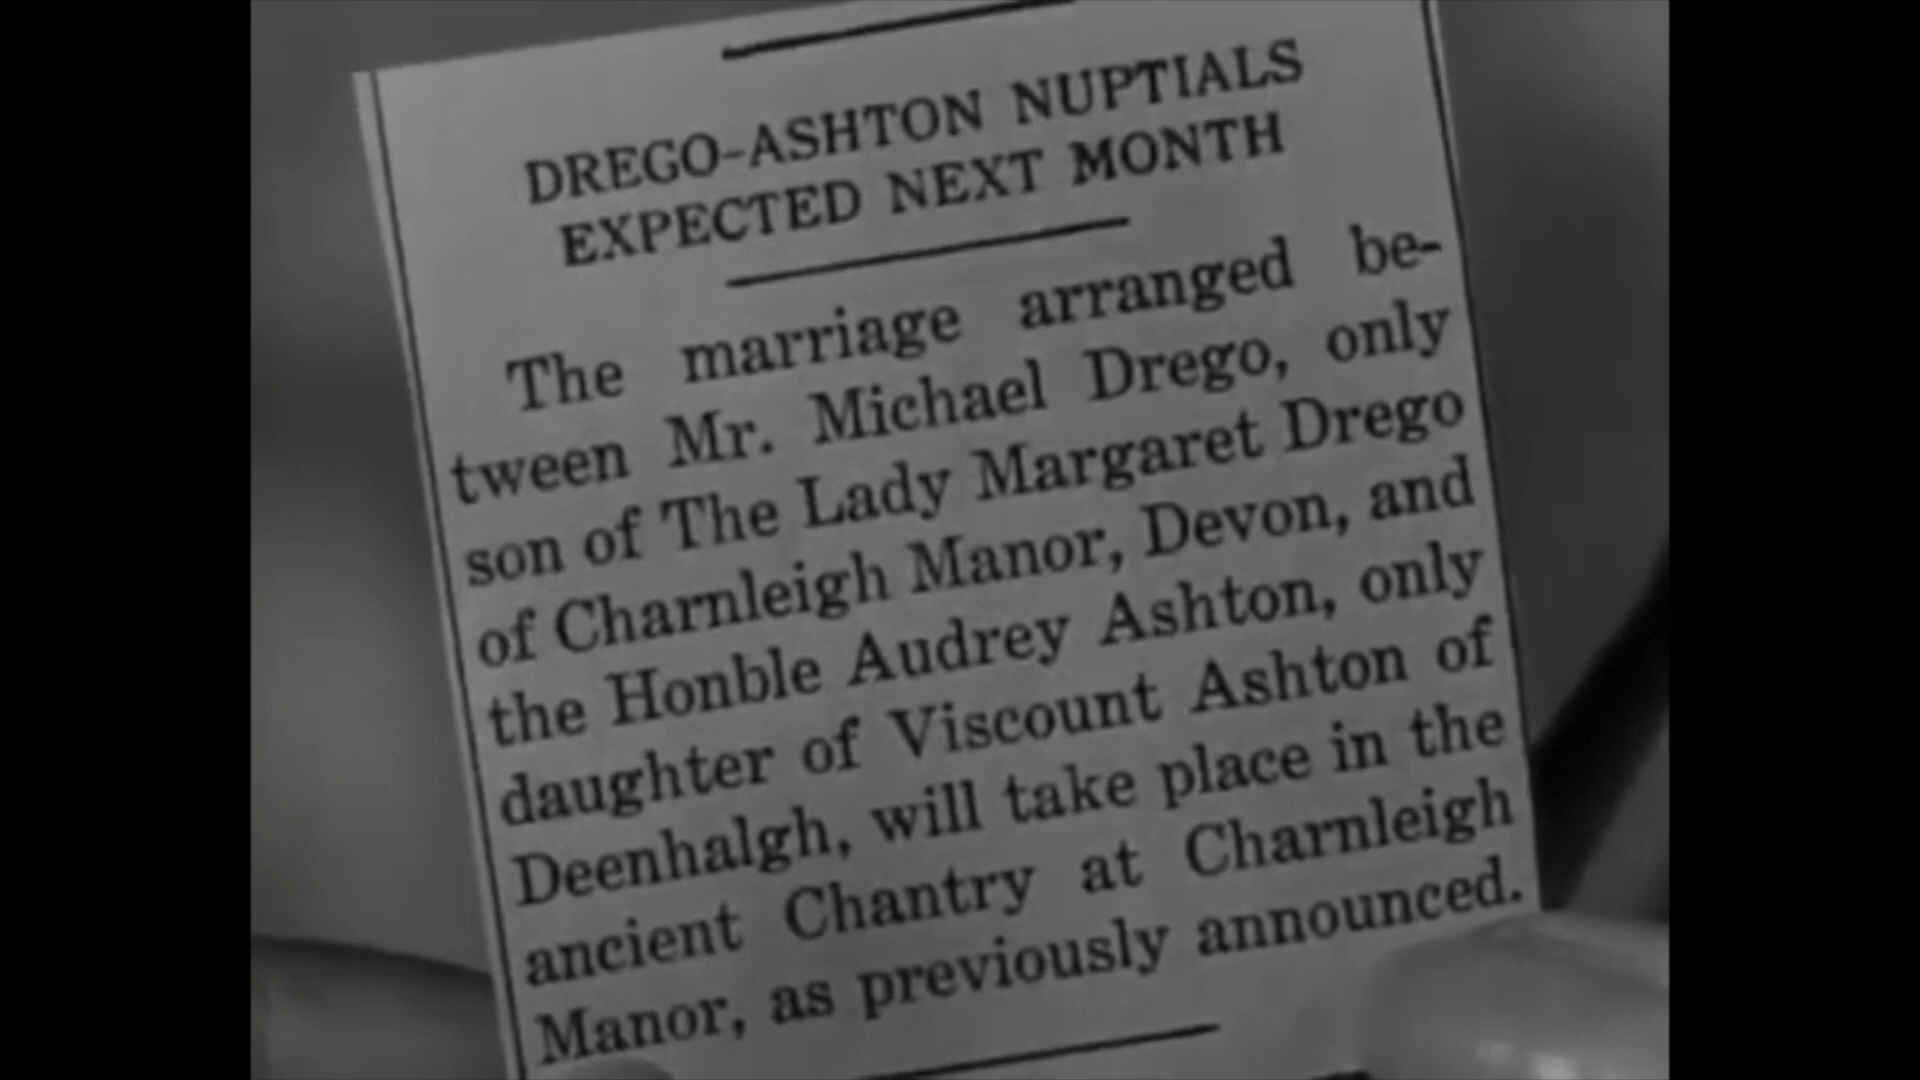 DREGO-ASHTON NUPTIALS
EXPECTED NEXT MONTH
The marriage arranged be-
tween Mr. Michael Drego, only
son of The Lady Margaret Drego
of Charnleigh Manor, Devon, and
the Honble Audrey Ashton, only
daughter of Viscount Ashton of
Deenhalgh, will take place in the
ancient Chantry at Charnleigh
Manor, as previously announced.